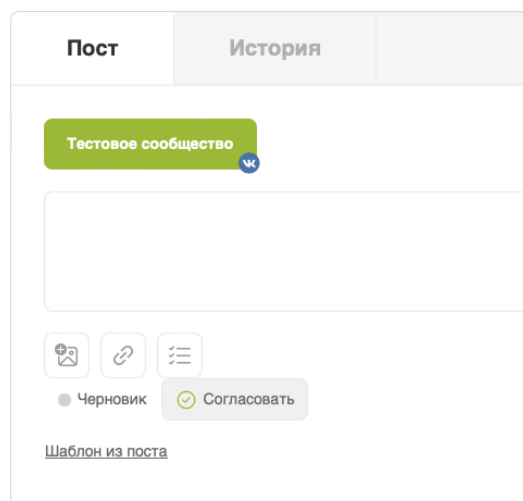 Пост История
Тестовое сообщество
Черновик Согласовать
Шаблон из поста